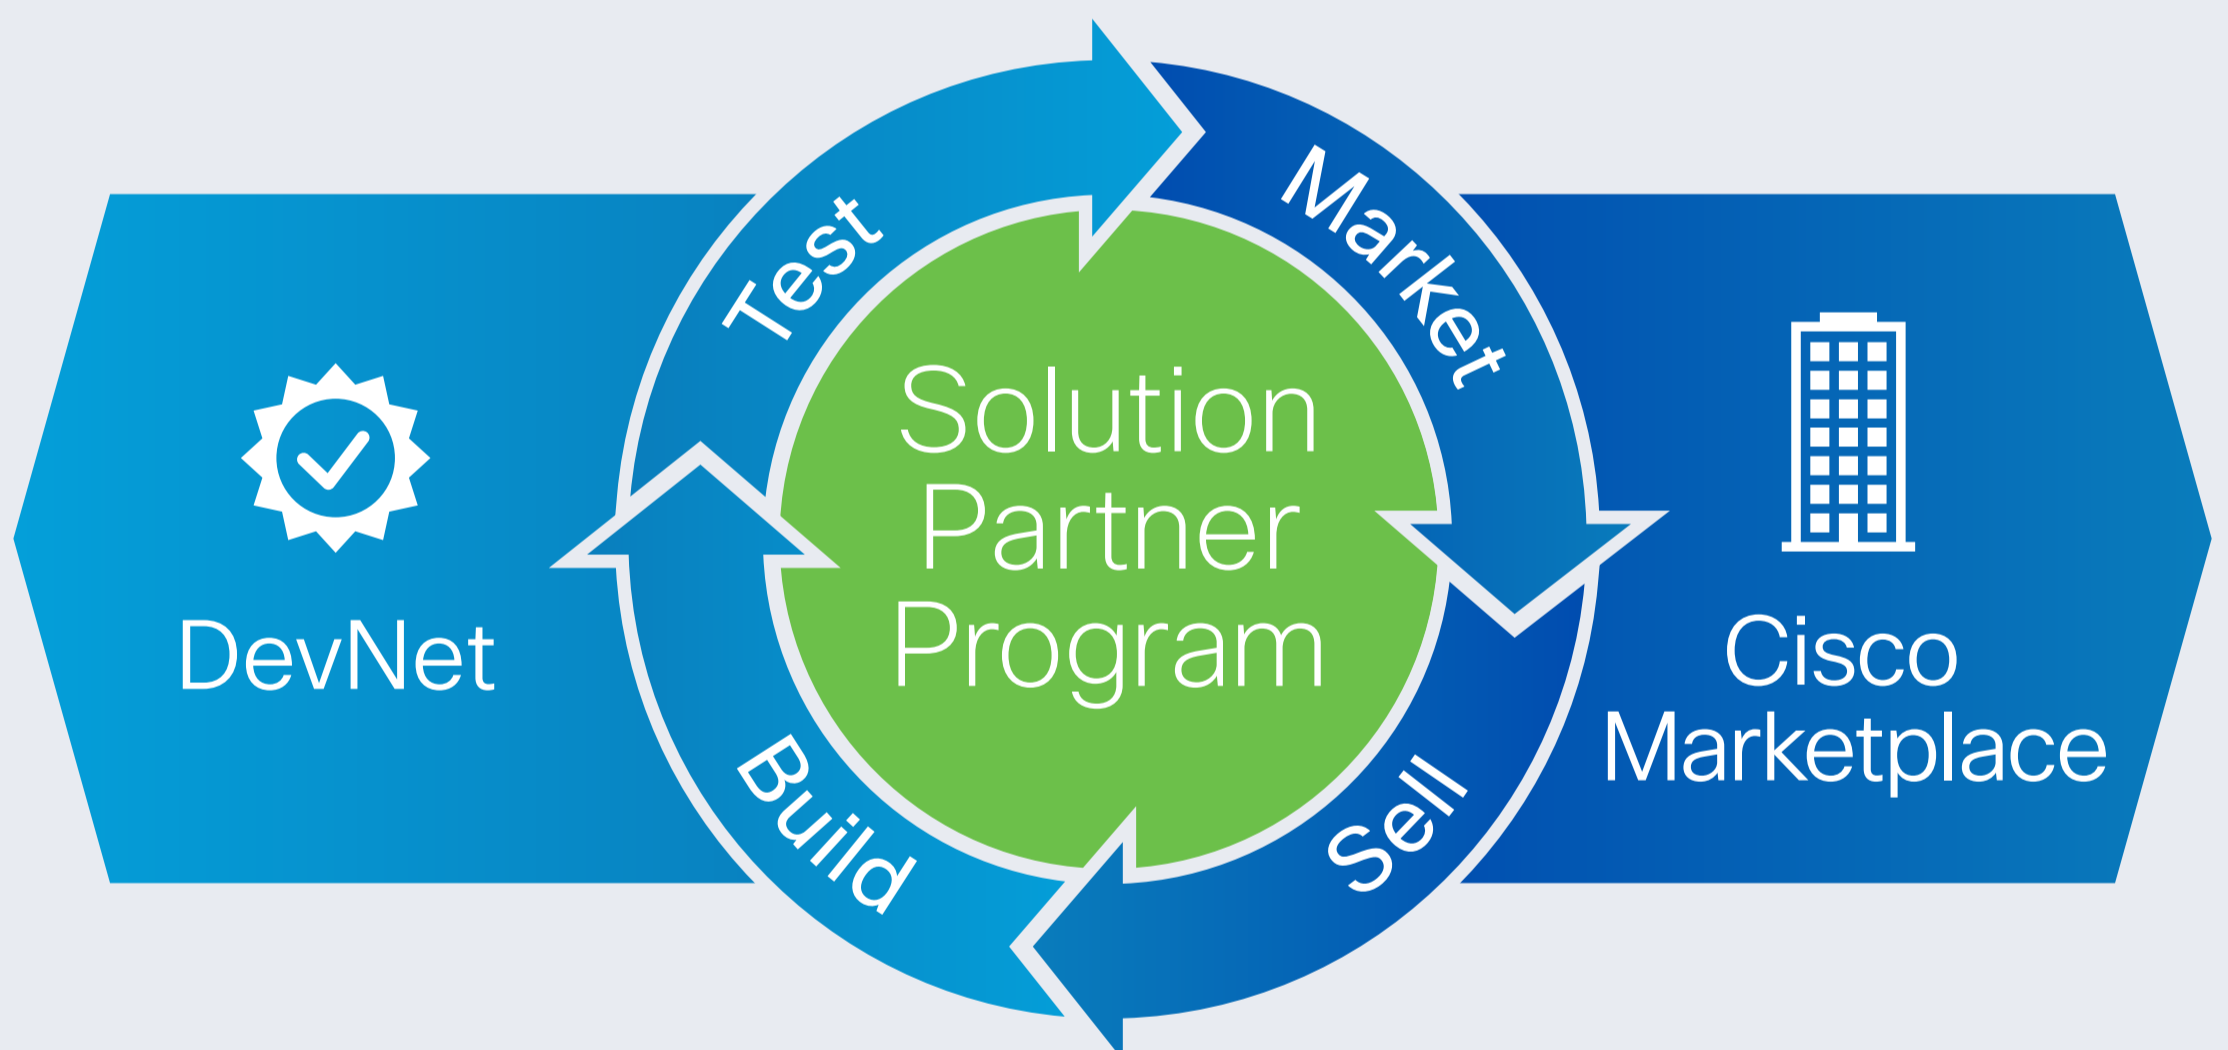 DevNet
Test
Market
Solution
Partner
Program
Build
Sell
Cisco
Marketplace